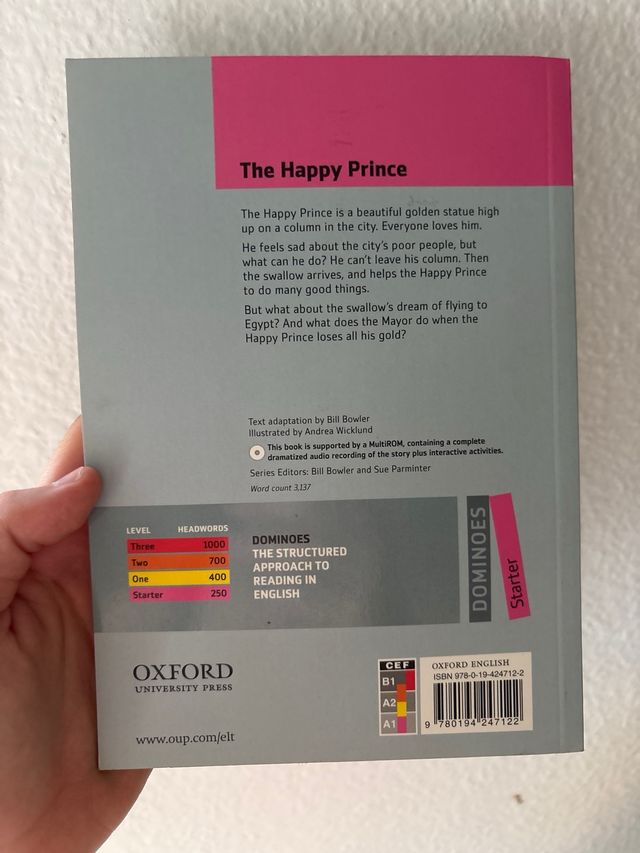 The Happy Prince
The Happy Prince is a beautiful golden statue high
up on a column in the city. Everyone loves him.
He feels sad about the city's poor people, but
what can he do? He can't leave his column. Then
the swallow arrives, and helps the Happy Prince
to do many good things.
But what about the swallow's dream of flying to
Egypt? And what does the Mayor do when the
Happy Prince loses all his gold?
Text adaptation by Bill Bowler
Illustrated by Andrea Wicklund
This book is supported by a MultiROM, containing a complete
dramatized audio recording of the story plus interactive activities.
Series Editors: Bill Bowler and Sue Parminter
Word count 3,137
LEVEL HEADWORDS
Three 1000
Two 700
One 400
Starter 250
DOMINOES
THE STRUCTURED
APPROACH TO
READING IN
ENGLISH
DOMINOES
Starter
OXFORD
UNIVERSITY PRESS
www.oup.com/elt
CEF
B1
A2
A1
OXFORD ENGLISH
ISBN 978-0-19-424712-2
9 780194 247122